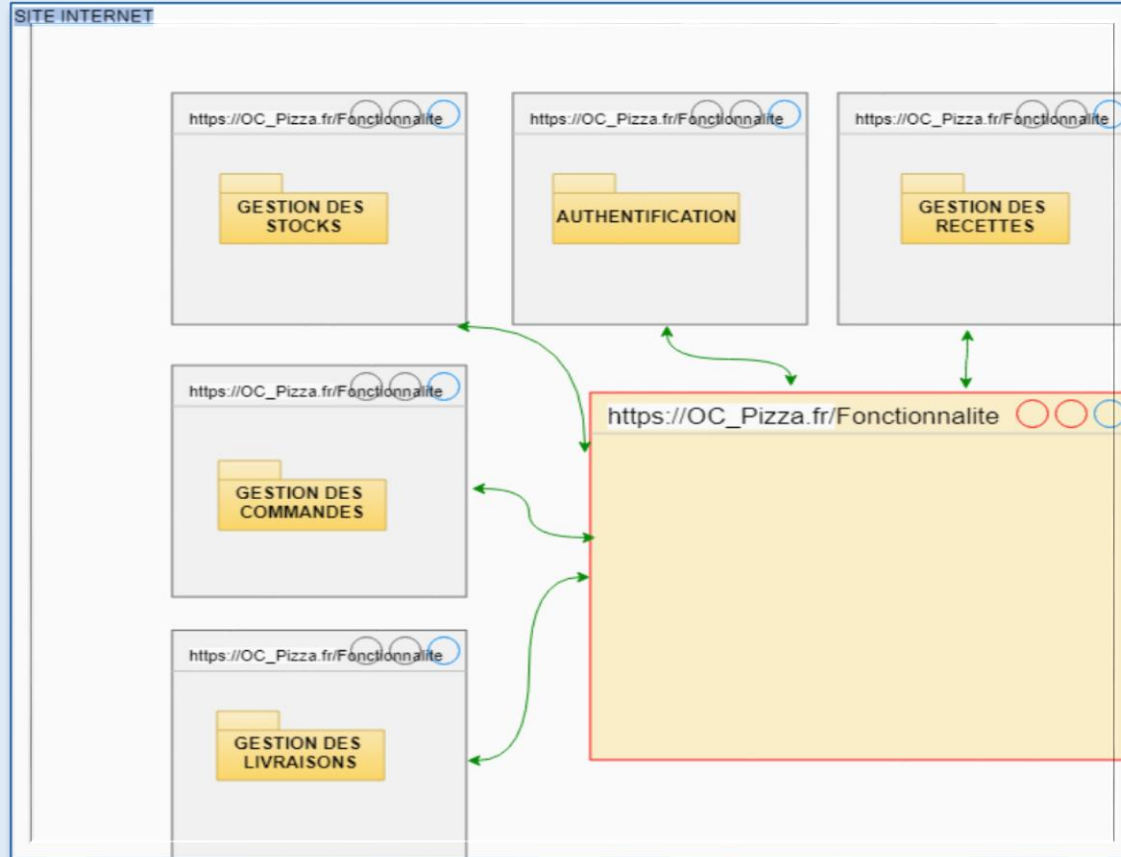 SITE INTERNET
https://OC_Pizza.fr/Fonctionnalite
GESTION DES
STOCKS
https://OC_Pizza.fr/Fonctionnalite
AUTHENTIFICATION
https://OC_Pizza.fr/Fonctionnalite
GESTION DES
RECETTES
https://OC_Pizza.fr/Fonctionnalite
GESTION DES
COMMANDES
https://OC_Pizza.fr/Fonctionnalite
https://OC_Pizza.fr/Fonctionnalite
GESTION DES
LIVRAISONS